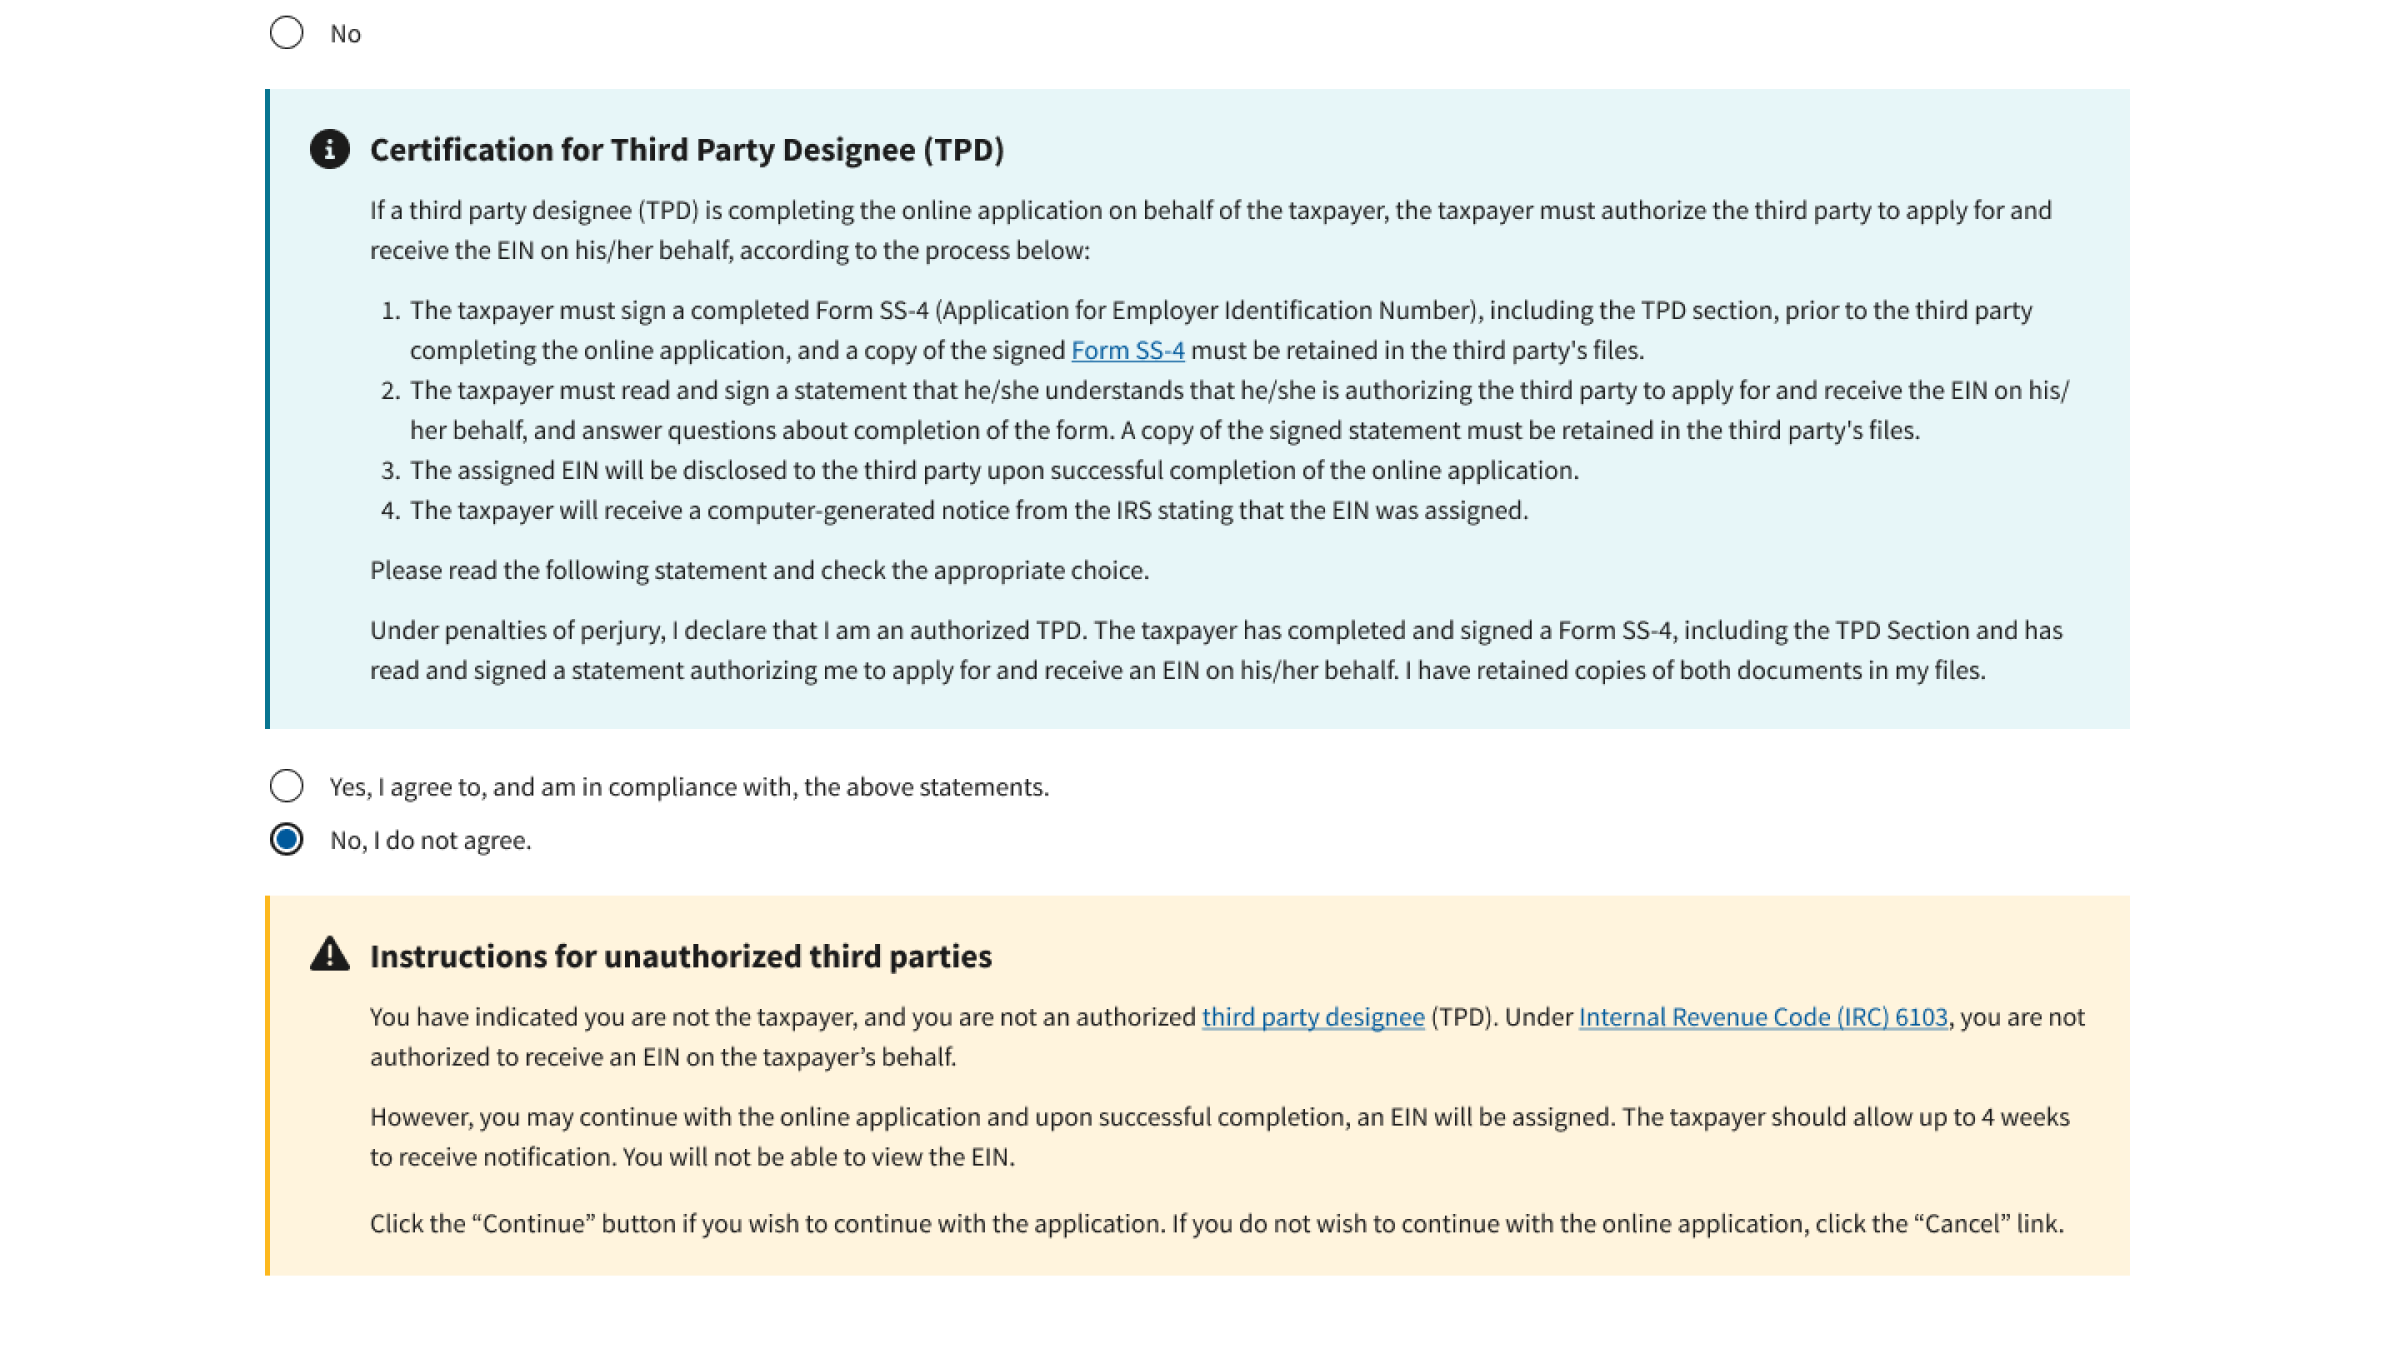 No
Certification for Third Party Designee (TPD)
If a third party designee (TPD) is completing the online application on behalf of the taxpayer, the taxpayer must authorize the third party to apply for and
receive the EIN on his/her behalf, according to the process below:
1. The taxpayer must sign a completed Form SS-4 (Application for Employer Identification Number), including the TPD section, prior to the third party
completing the online application, and a copy of the signed Form SS-4 must be retained in the third party's files.
2. The taxpayer must read and sign a statement that he/she understands that he/she is authorizing the third party to apply for and receive the EIN on his/
her behalf, and answer questions about completion of the form. A copy of the signed statement must be retained in the third party's files.
3. The assigned EIN will be disclosed to the third party upon successful completion of the online application.
4. The taxpayer will receive a computer-generated notice from the IRS stating that the EIN was assigned.
Please read the following statement and check the appropriate choice.
Under penalties of perjury, I declare that I am an authorized TPD. The taxpayer has completed and signed a Form SS-4, including the TPD Section and has
read and signed a statement authorizing me to apply for and receive an EIN on his/her behalf. I have retained copies of both documents in my files.
Yes, I agree to, and am in compliance with, the above statements.
No, I do not agree.
Instructions for unauthorized third parties
You have indicated you are not the taxpayer, and you are not an authorized third party designee (TPD). Under Internal Revenue Code (IRC) 6103, you are not
authorized to receive an EIN on the taxpayer’s behalf.
However, you may continue with the online application and upon successful completion, an EIN will be assigned. The taxpayer should allow up to 4 weeks
to receive notification. You will not be able to view the EIN.
Click the “Continue” button if you wish to continue with the application. If you do not wish to continue with the online application, click the “Cancel” link.